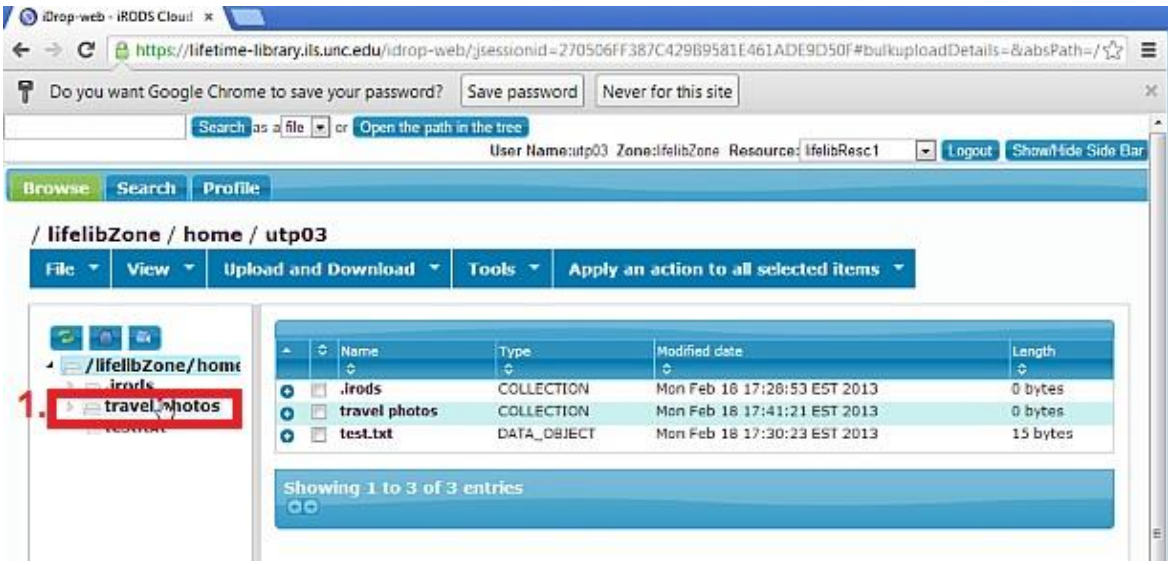 iDrop-web - iRODS Cloud ×
https://lifetime-library.ils.unc.edu/idrop-web/;jsessionid=270506FF387C429B9581E461ADE9D50F#bulkuploadDetails=&absPath=/
Do you want Google Chrome to save your password? Save password Never for this site ×
Search as a file or Open the path in the tree
User Name:utp03 Zone:lifelibZone Resource: lifelibResc1 Logout Show/Hide Side Bar
Browse Search Profile
/ lifelibZone / home / utp03
File View Upload and Download Tools Apply an action to all selected items
/lifelibZone/home
.irods
1. travel photos
test.txt
Name Type Modified date Length
.irods COLLECTION Mon Feb 18 17:28:53 EST 2013 0 bytes
travel photos COLLECTION Mon Feb 18 17:41:21 EST 2013 0 bytes
test.txt DATA_OBJECT Mon Feb 18 17:30:23 EST 2013 15 bytes
Showing 1 to 3 of 3 entries